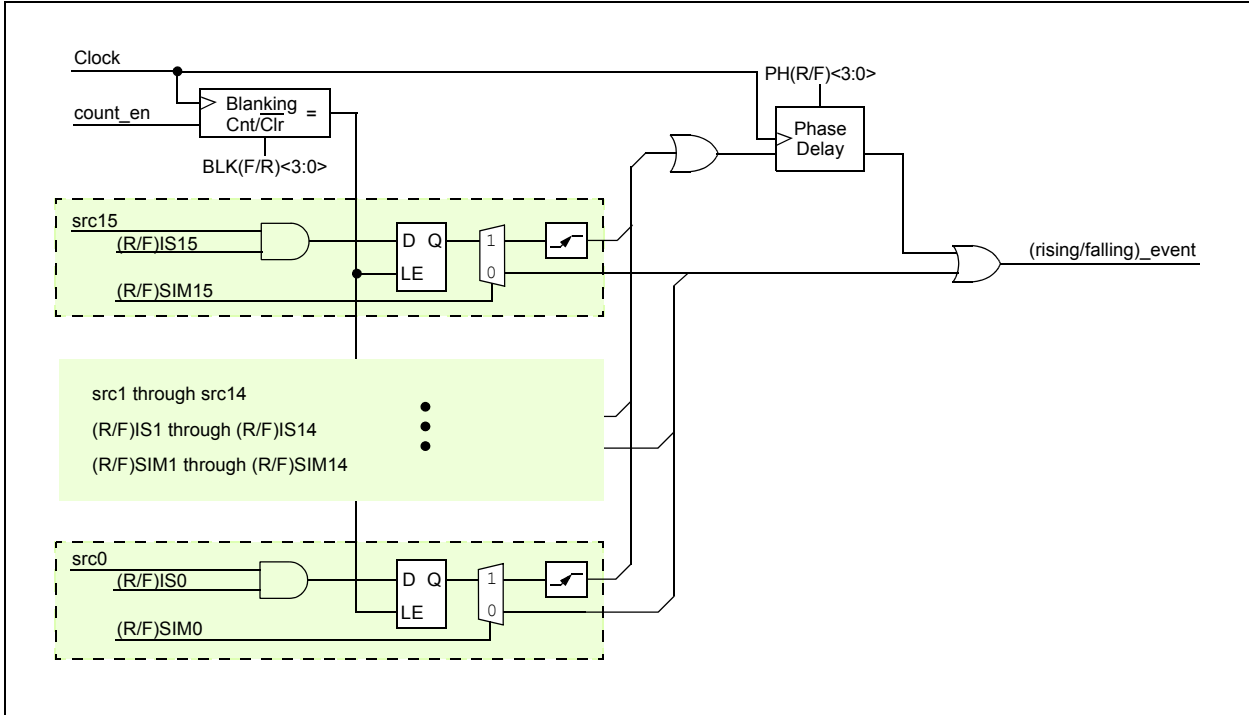 Clock
PH(R/F)<3:0>
count_en
Blanking
Cnt/Clr
=
Phase
Delay
BLK(F/R)<3:0>
src15
(R/F)IS15
D Q
LE
1
0
(R/F)SIM15
(rising/falling)_event
src1 through src14
(R/F)IS1 through (R/F)IS14
(R/F)SIM1 through (R/F)SIM14
src0
(R/F)IS0
D Q
LE
1
0
(R/F)SIM0